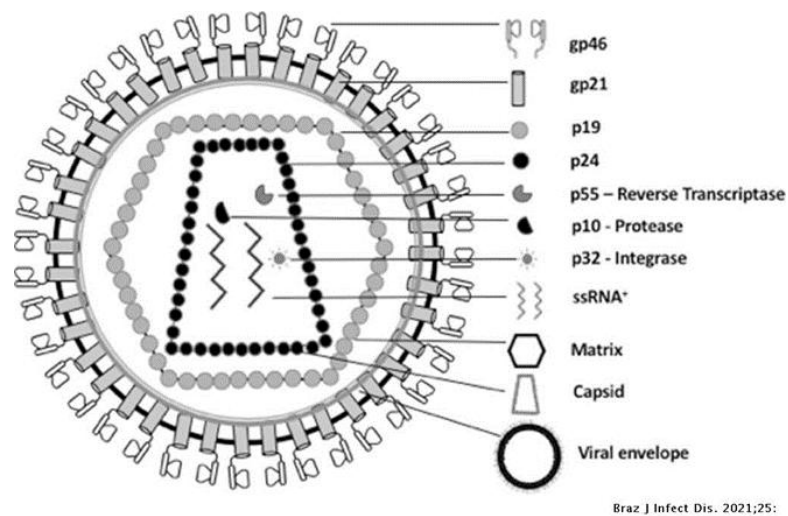 gp46
gp21
p19
p24
p55 – Reverse Transcriptase
p10 - Protease
p32 - Integrase
ssRNA⁺
Matrix
Capsid
Viral envelope
Braz J Infect Dis. 2021;25: